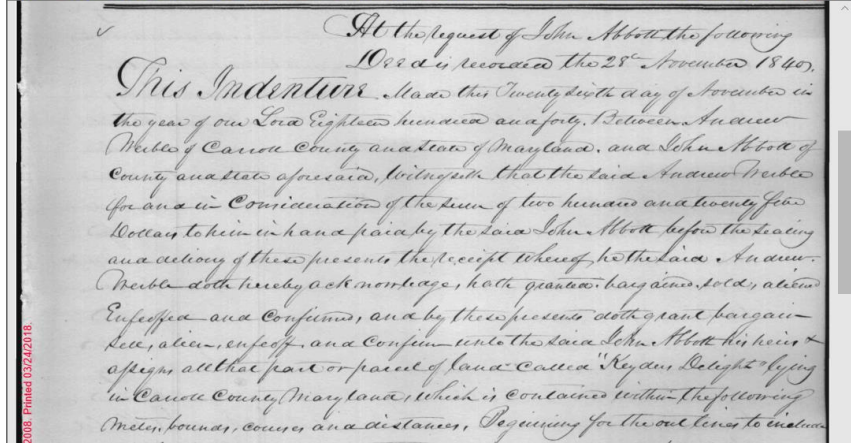 At the request of John Abbott the following
Deed is recorded the 28th November 1840.
This Indenture Made this Twenty sixth day of November in
the year of our Lord Eighteen hundred and forty. Between Andrew
Werble of Carroll County and State of Maryland. and John Abbott of
County and State aforesaid, Witnesseth that the said Andrew Werble
for and in Consideration of the sum of two hundred and twenty five
Dollars to him in hand paid by the said John Abbott before the sealing
and delivery of these presents the receipt whereof he the said Andrew
Werble doth hereby acknowledge, hath granted. bargained. sold, aliened
Enfeoffed and Confirmed, and by these presents doth grant bargain
sell, alien, enfeoff and Confirm unto the said John Abbott his heirs &
assigns all that part or parcel of land Called "Keyders Delight" lying
in Carroll County Maryland, which is contained within the following
metes, bounds, courses and distances, Beginning for the out lines to include
2008. Printed 03/24/2018.